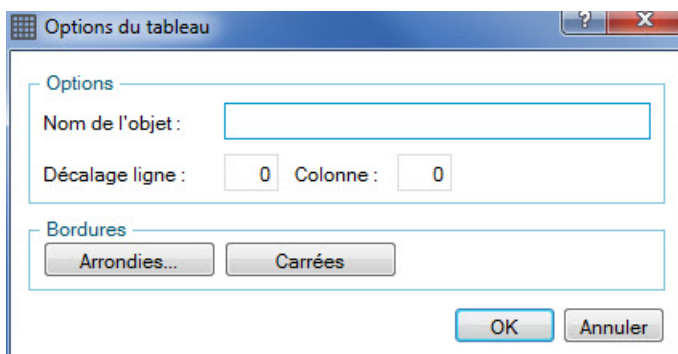 Options du tableau
Options
Nom de l'objet :
Décalage ligne : 0 Colonne : 0
Bordures
Arrondies... Carrées
OK Annuler